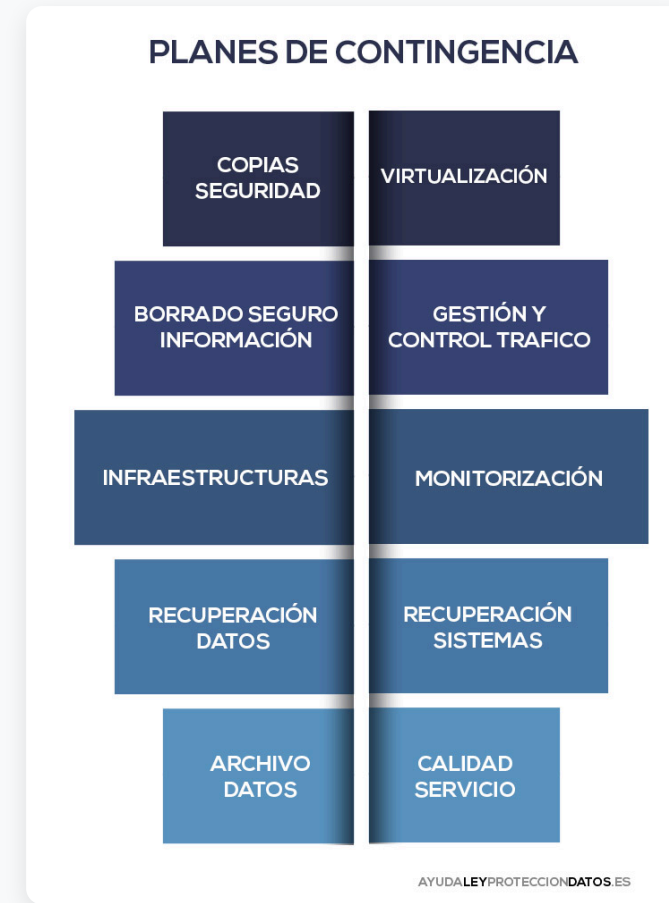 PLANES DE CONTINGENCIA
COPIAS
SEGURIDAD
VIRTUALIZACIÓN
BORRADO SEGURO
INFORMACIÓN
GESTIÓN Y
CONTROL TRAFICO
INFRAESTRUCTURAS
MONITORIZACIÓN
RECUPERACIÓN
DATOS
RECUPERACIÓN
SISTEMAS
ARCHIVO
DATOS
CALIDAD
SERVICIO
AYUDALEYPROTECCIONDATOS.ES